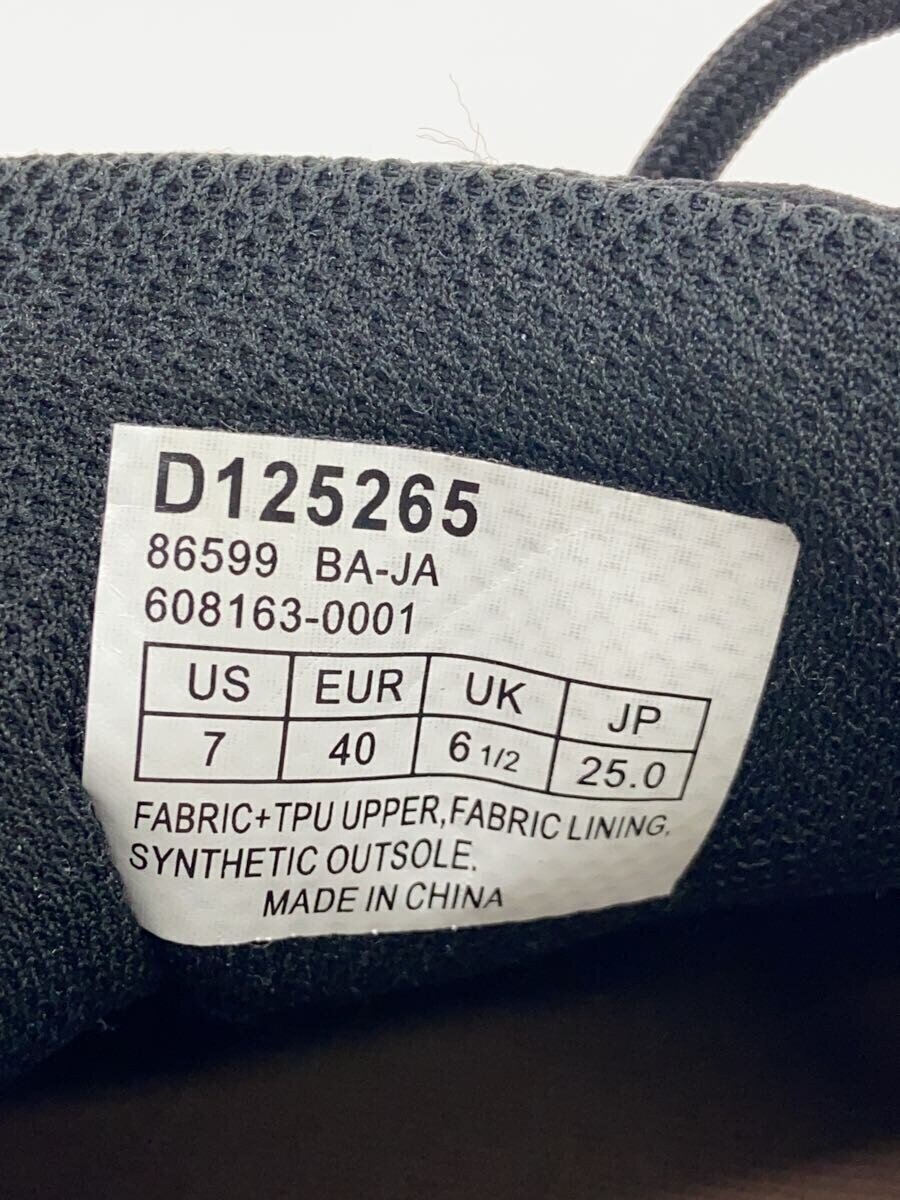 D125265
86599 BA-JA
608163-0001
US EUR UK JP
7 40 6 1/2 25.0
FABRIC+TPU UPPER,FABRIC LINING,
SYNTHETIC OUTSOLE.
MADE IN CHINA